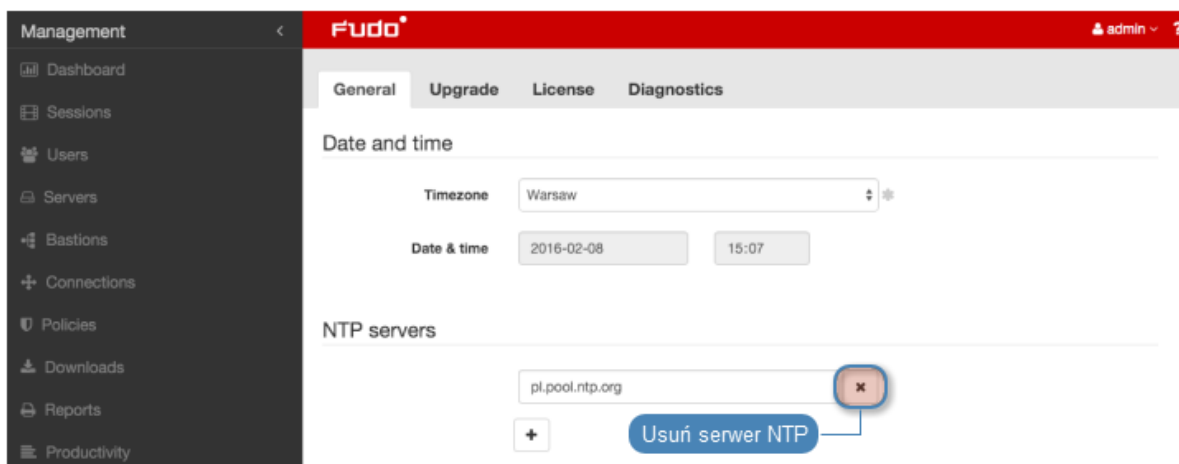 Management
FUDO
admin
?
Dashboard
Sessions
Users
Servers
Bastions
Connections
Policies
Downloads
Reports
Productivity
General Upgrade License Diagnostics
Date and time
Timezone Warsaw
Date & time 2016-02-08 15:07
NTP servers
pl.pool.ntp.org
Usuń serwer NTP